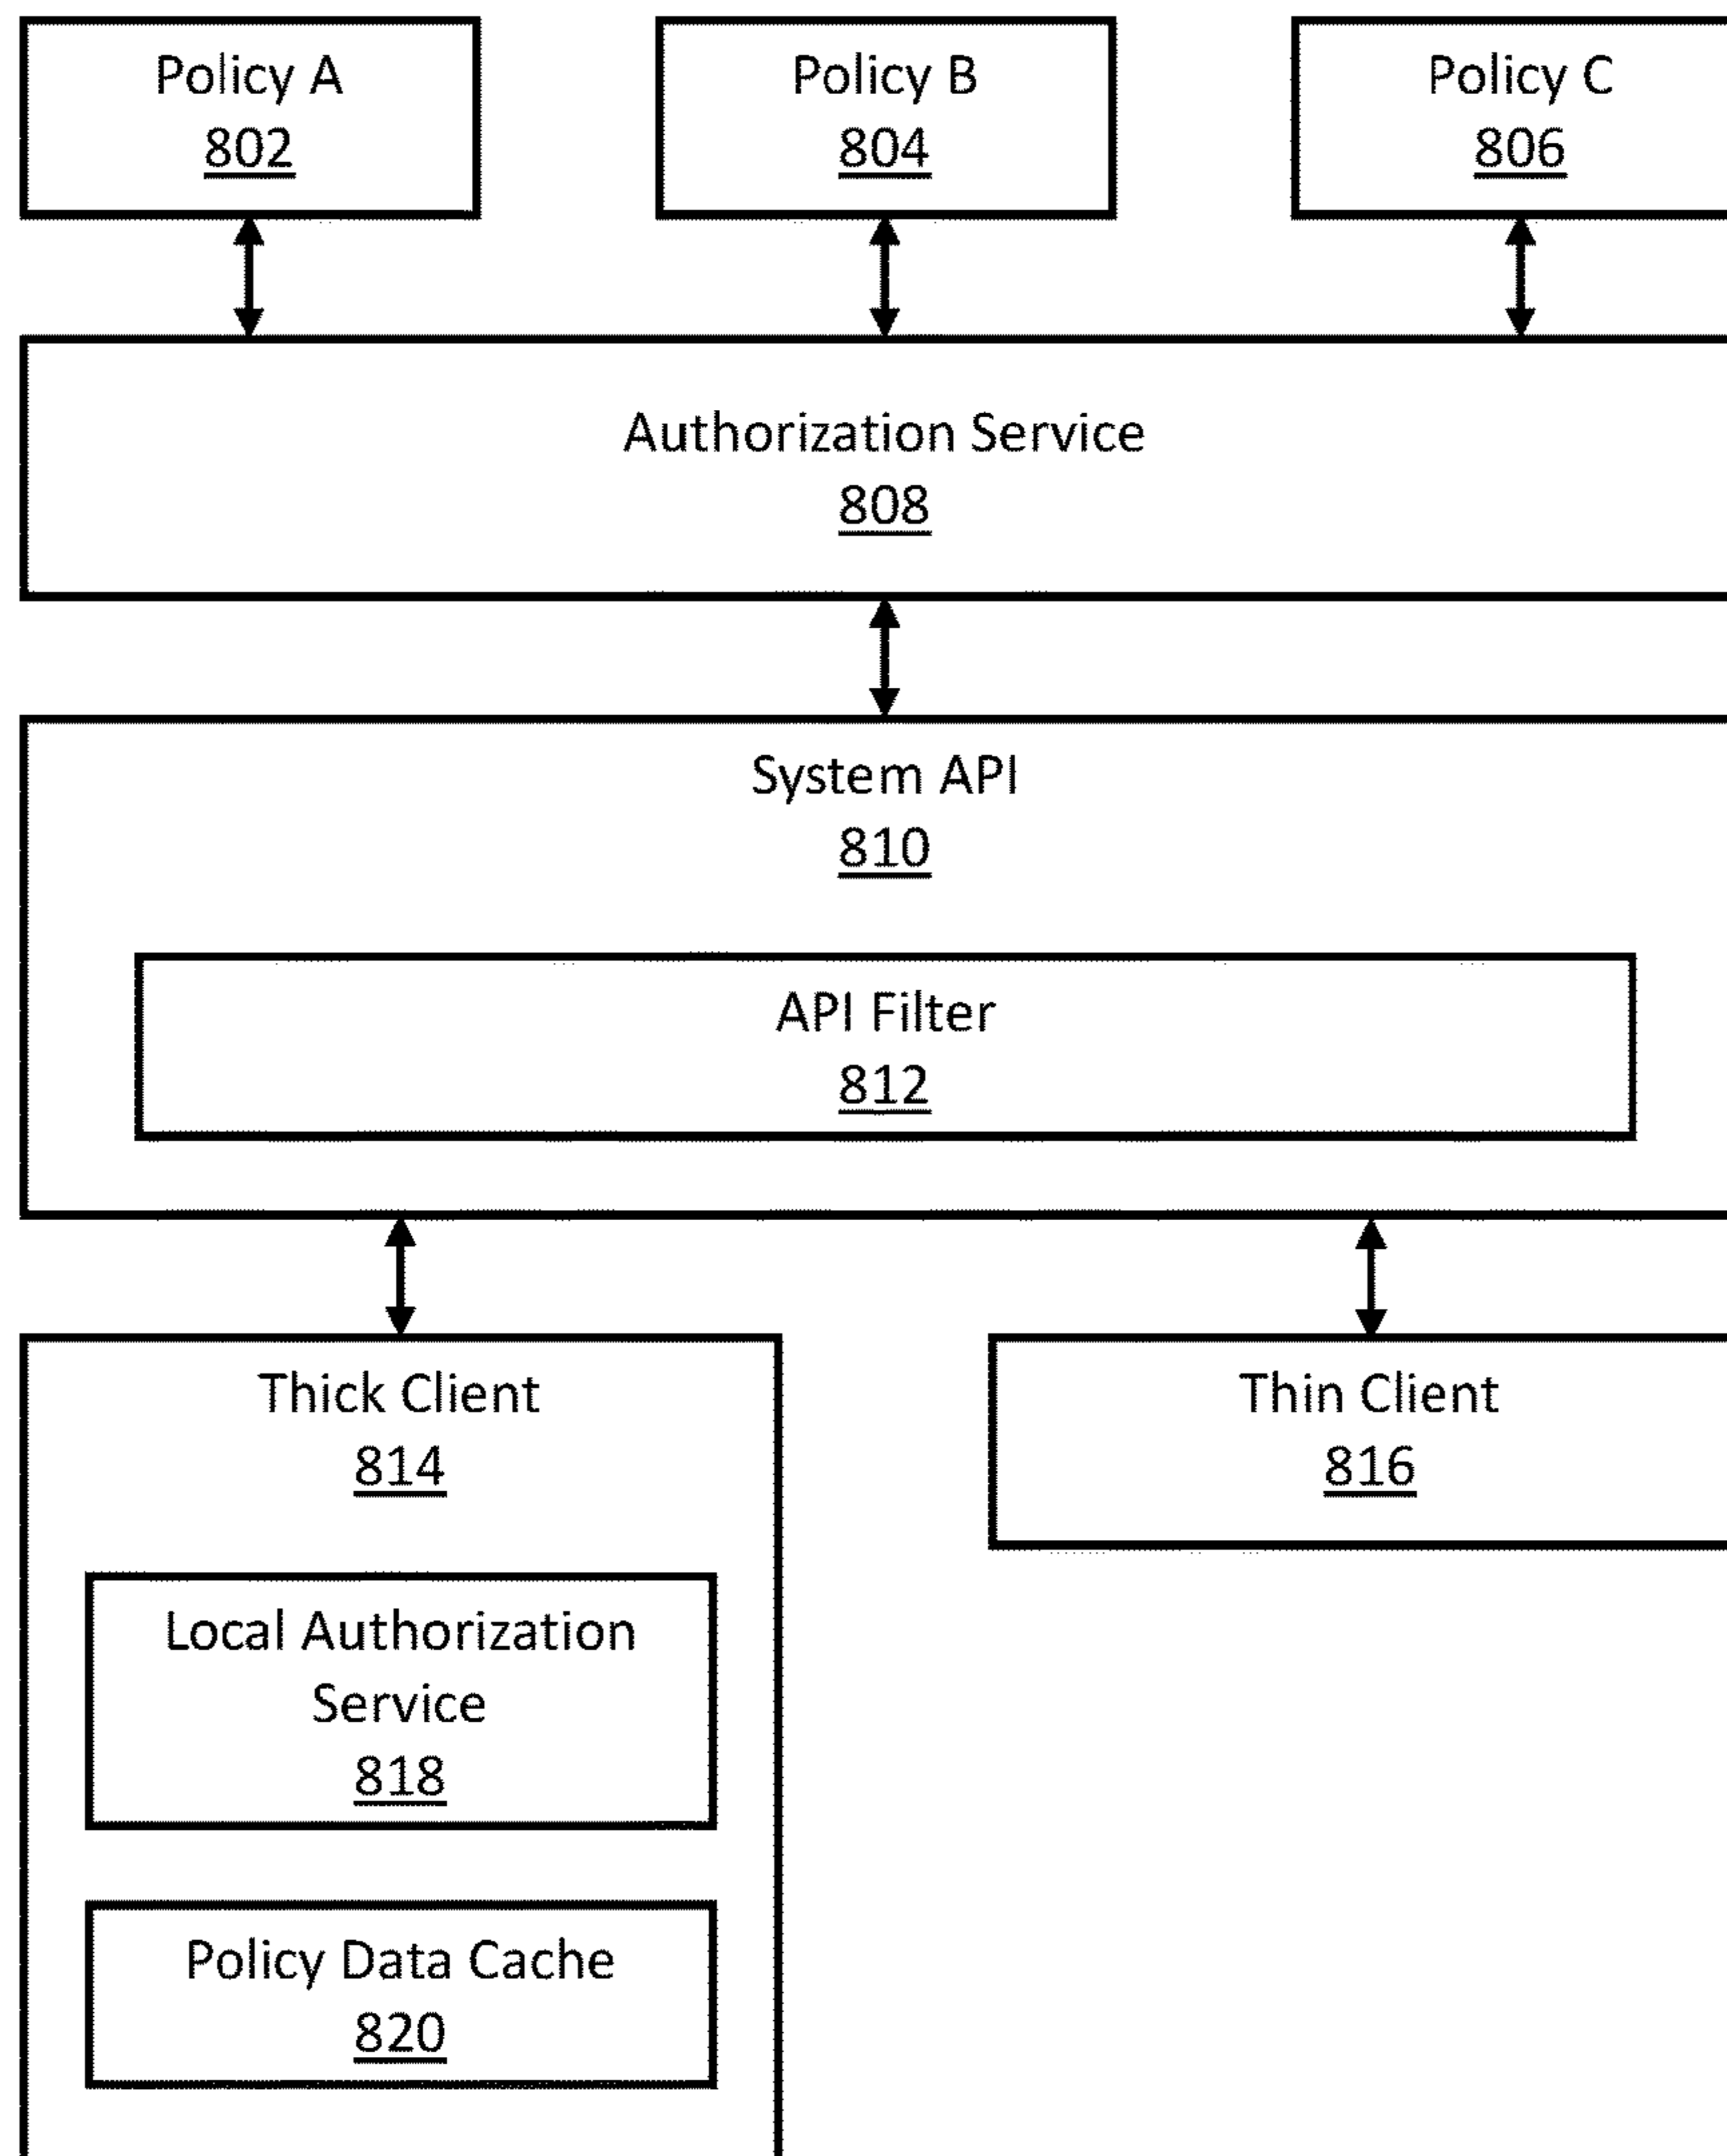 Policy A
802
Policy B
804
Policy C
806
Authorization Service
808
System API
810
API Filter
812
Thick Client
814
Thin Client
816
Local Authorization
Service
818
Policy Data Cache
820